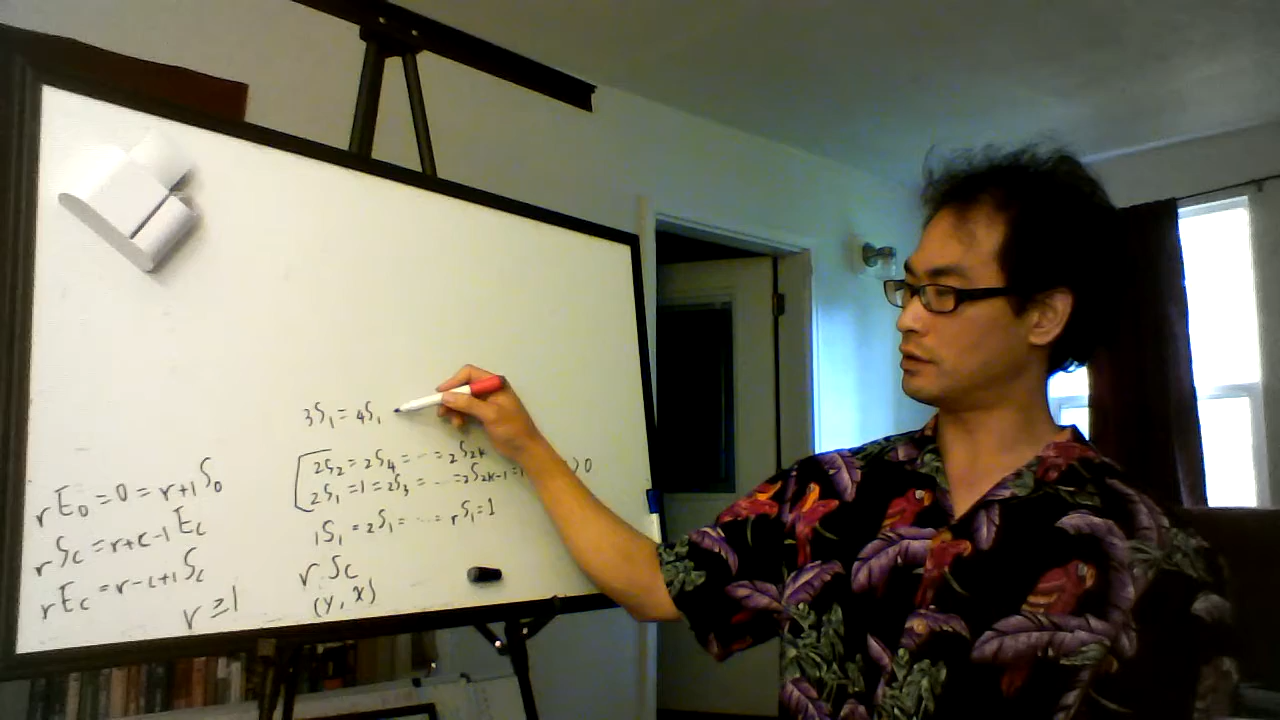 rE₀ = 0 = r+1S₀
rSc = r+c-1Ec
rEc = r-c+1Sc
r ≥ 1
3S₁ = 4S₁
2S₂ = 2S₄ = ... = 2S₂ₖ
2S₁ = 1 = 2S₃ = ... = 2S₂ₖ₋₁ = 0
1S₁ = 2S₁ = ... = rS₁ = 1
rSc
(y, x)